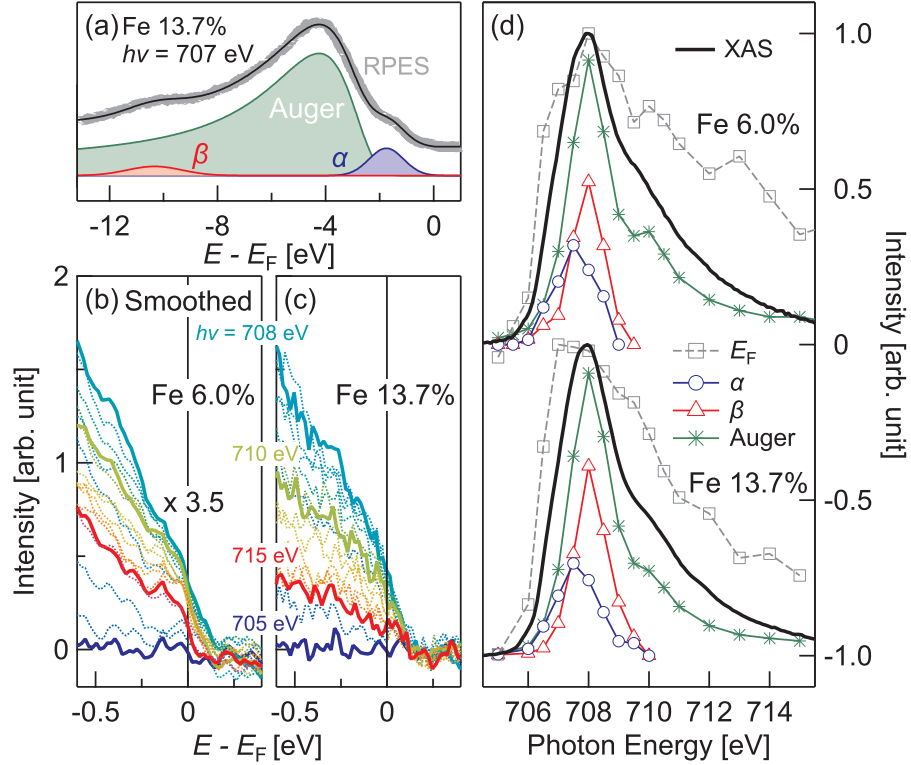 (a) Fe 13.7%
hν = 707 eV
RPES
Auger
β
α
-12
-8
-4
0
E - EF [eV]
(b) Smoothed
(c)
hν = 708 eV
Fe 6.0%
Fe 13.7%
710 eV
x 3.5
715 eV
705 eV
2
1
0
Intensity [arb. unit]
-0.5
0
-0.5
0
E - EF [eV]
(d)
XAS
Fe 6.0%
EF
α
β
Auger
Fe 13.7%
1.0
0.5
0
-0.5
-1.0
Intensity [arb. unit]
706
708
710
712
714
Photon Energy [eV]